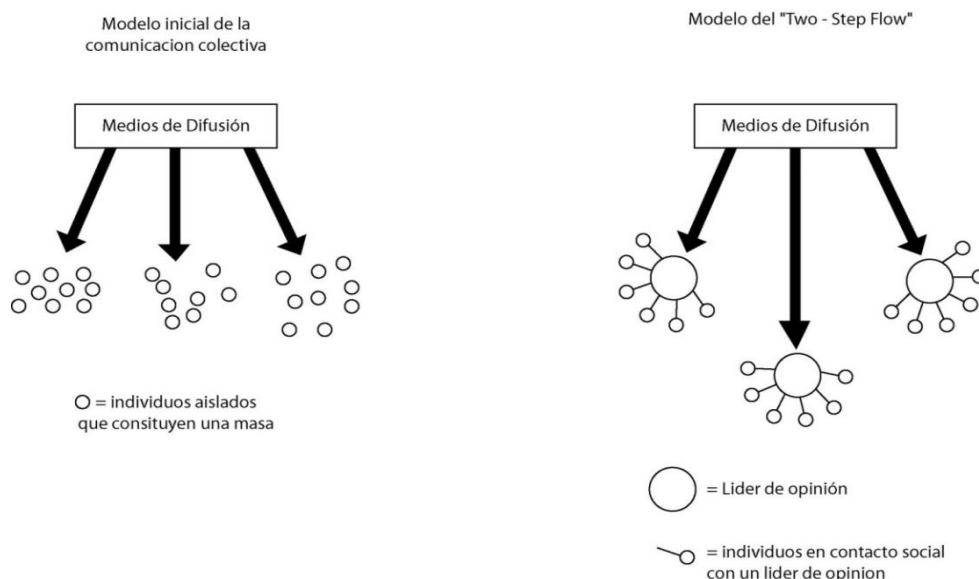 Modelo inicial de la
comunicacion colectiva
Medios de Difusión
= individuos aislados
que consituyen una masa
Modelo del "Two - Step Flow"
Medios de Difusión
= Lider de opinión
= individuos en contacto social
con un lider de opinion